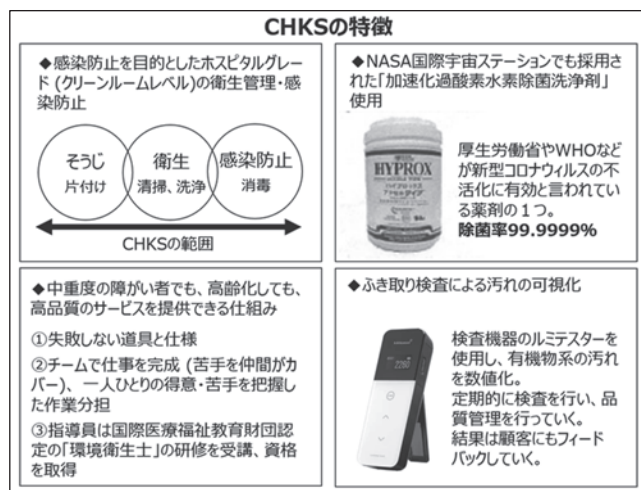 CHKSの特徴
◆感染防止を目的としたホスピタルグレー
ド (クリーンルームレベル)の衛生管理・感
染防止
そうじ
片付け
衛生
清掃、洗浄
感染防止
消毒
CHKSの範囲
◆NASA国際宇宙ステーションでも採用さ
れた「加速化過酸素水素除菌洗浄剤」
使用
HYPROX
ハイプロックス
アクセルタイプ
厚生労働省やWHOなど
が新型コロナウィルスの不
活化に有効と言われてい
る薬剤の１つ。
除菌率99.9999%
◆中重度の障がい者でも、高齢化しても、
高品質のサービスを提供できる仕組み
①失敗しない道具と仕様
②チームで仕事を完成 (苦手を仲間がカ
バー)、一人ひとりの得意・苦手を把握し
た作業分担
③指導員は国際医療福祉教育財団認
定の「環境衛生士」の研修を受講、資格
を取得
◆ふき取り検査による汚れの可視化
検査機器のルミテスターを
使用し、有機物系の汚れ
を数値化。
定期的に検査を行い、品
質管理を行っていく。
結果は顧客にもフィード
バックしていく。